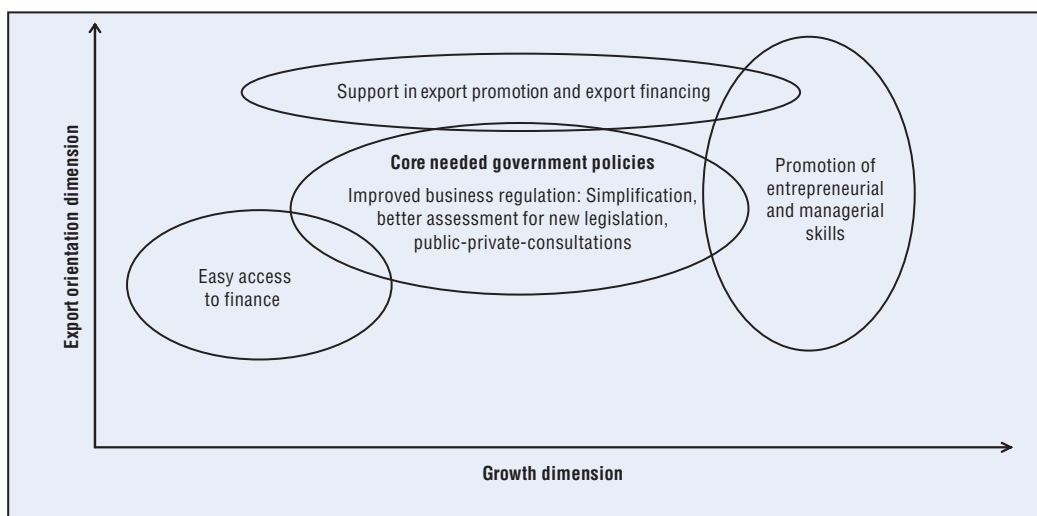 Export orientation dimension
Support in export promotion and export financing
Core needed government policies
Improved business regulation: Simplification,
better assessment for new legislation,
public-private-consultations
Promotion of
entrepreneurial
and managerial
skills
Easy access
to finance
Growth dimension